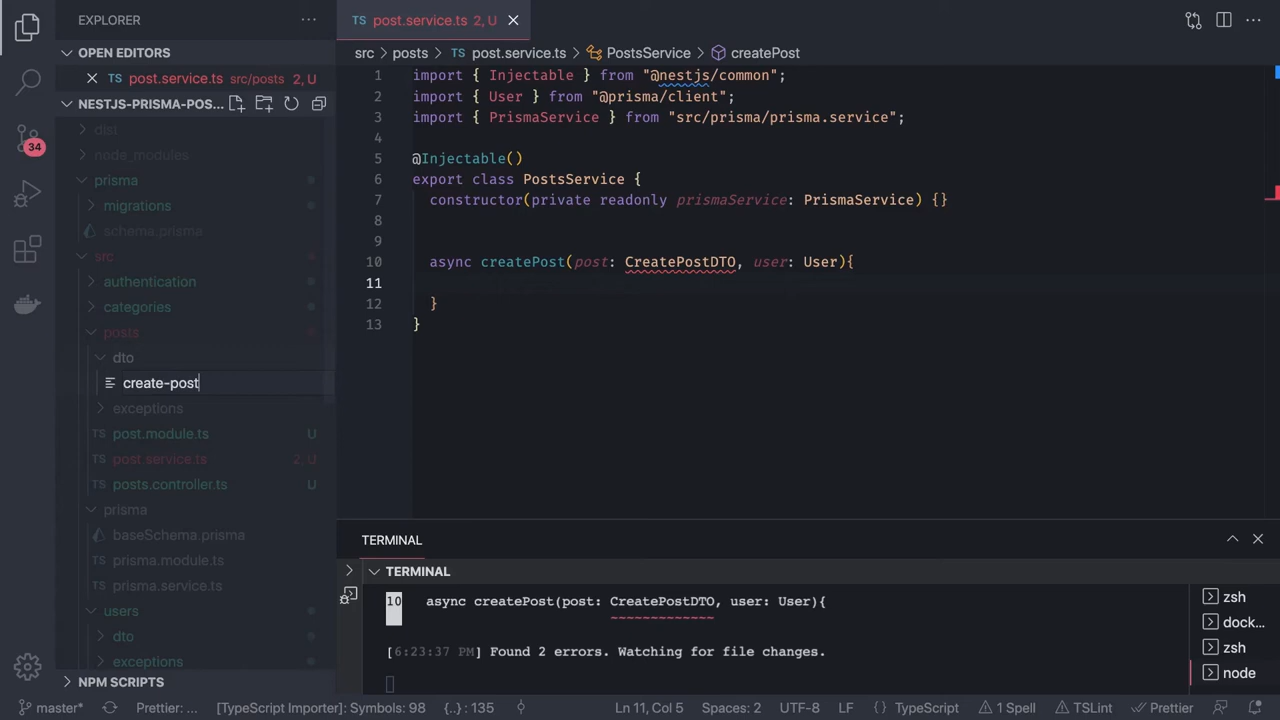 EXPLORER
OPEN EDITORS
post.service.ts src/posts 2, U
NESTJS-PRISMA-POS...
dist
node_modules
prisma
migrations
schema.prisma
src
authentication
categories
posts
dto
create-post
exceptions
TS post.module.ts U
TS post.service.ts 2, U
TS posts.controller.ts U
prisma
baseSchema.prisma
TS prisma.module.ts
TS prisma.service.ts
users
dto
exceptions
NPM SCRIPTS
34
TS post.service.ts 2, U
src > posts > TS post.service.ts > PostsService > createPost
1 import { Injectable } from "@nestjs/common";
2 import { User } from "@prisma/client";
3 import { PrismaService } from "src/prisma/prisma.service";
4
5 @Injectable()
6 export class PostsService {
7 constructor(private readonly prismaService: PrismaService) {}
8
9
10 async createPost(post: CreatePostDTO, user: User){
11
12 }
13 }
TERMINAL
TERMINAL
10 async createPost(post: CreatePostDTO, user: User){
~~~~~~~~~~~~~
[6:23:37 PM] Found 2 errors. Watching for file changes.
zsh
dock...
zsh
node
master* Prettier: ... [TypeScript Importer]: Symbols: 98 {..} : 135 Ln 11, Col 5 Spaces: 2 UTF-8 LF { } TypeScript 1 Spell TSLint Prettier